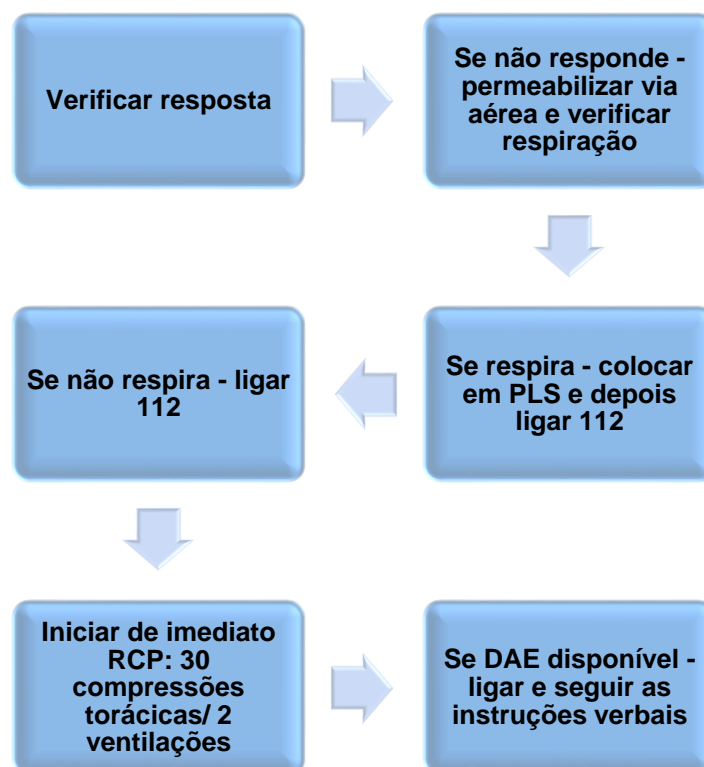 Verificar resposta
Se não responde -
permeabilizar via
aérea e verificar
respiração
Se respira - colocar
em PLS e depois
ligar 112
Se não respira - ligar
112
Iniciar de imediato
RCP: 30
compressões
torácicas/ 2
ventilações
Se DAE disponível -
ligar e seguir as
instruções verbais